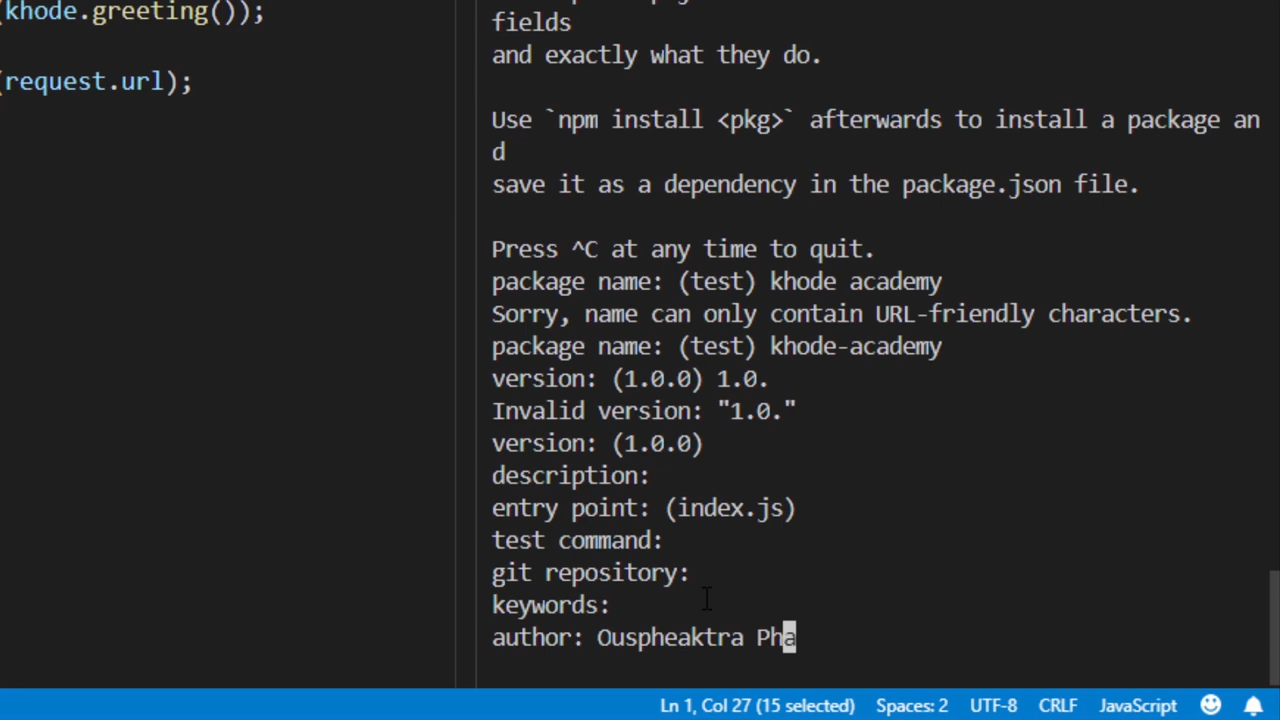 (khode.greeting());
(request.url);
fields
and exactly what they do.
Use `npm install <pkg>` afterwards to install a package an
d
save it as a dependency in the package.json file.
Press ^C at any time to quit.
package name: (test) khode academy
Sorry, name can only contain URL-friendly characters.
package name: (test) khode-academy
version: (1.0.0) 1.0.
Invalid version: "1.0."
version: (1.0.0)
description:
entry point: (index.js)
test command:
git repository:
keywords:
author: Ouspheaktra Pha
Ln 1, Col 27 (15 selected) Spaces: 2 UTF-8 CRLF JavaScript